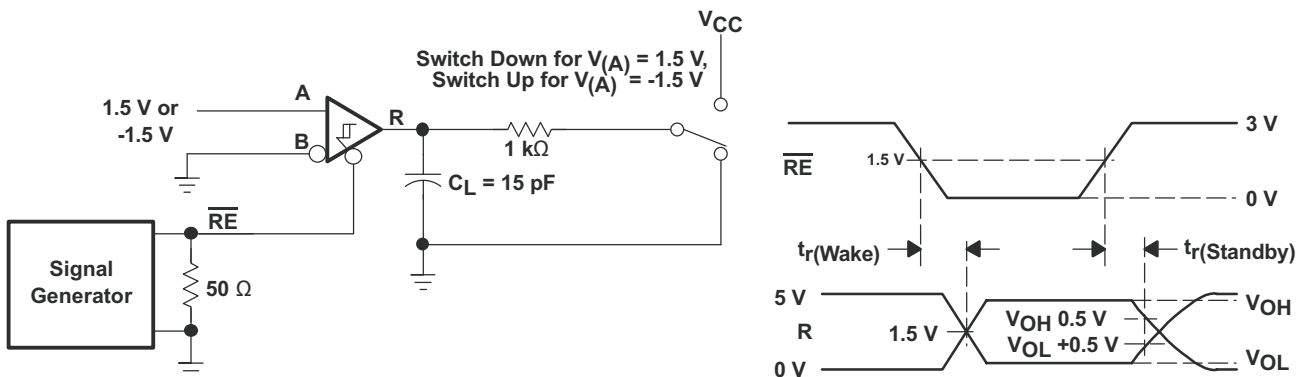 VCC
Switch Down for V(A) = 1.5 V,
Switch Up for V(A) = -1.5 V
A
1.5 V or
-1.5 V
B
R
1 kΩ
CL = 15 pF
RE
Signal
Generator
50 Ω
3 V
1.5 V
RE
0 V
tr(Wake)
tr(Standby)
5 V
VOH
R
1.5 V
VOH 0.5 V
VOL +0.5 V
0 V
VOL